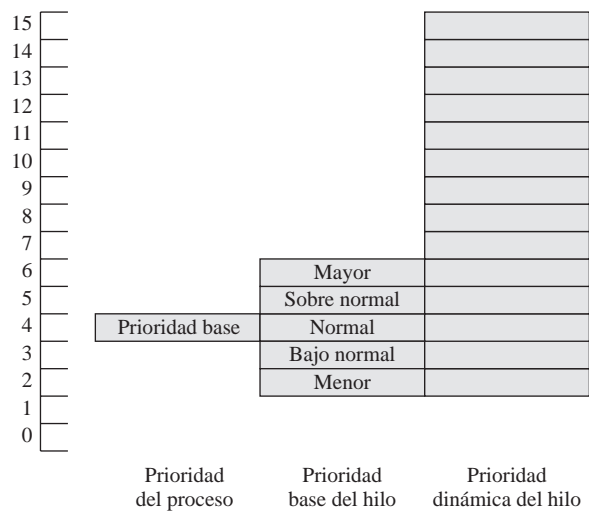 15
14
13
12
11
10
9
8
7
6
5
4
3
2
1
0
Mayor
Sobre normal
Prioridad base
Normal
Bajo normal
Menor
Prioridad
del proceso
Prioridad
base del hilo
Prioridad
dinámica del hilo